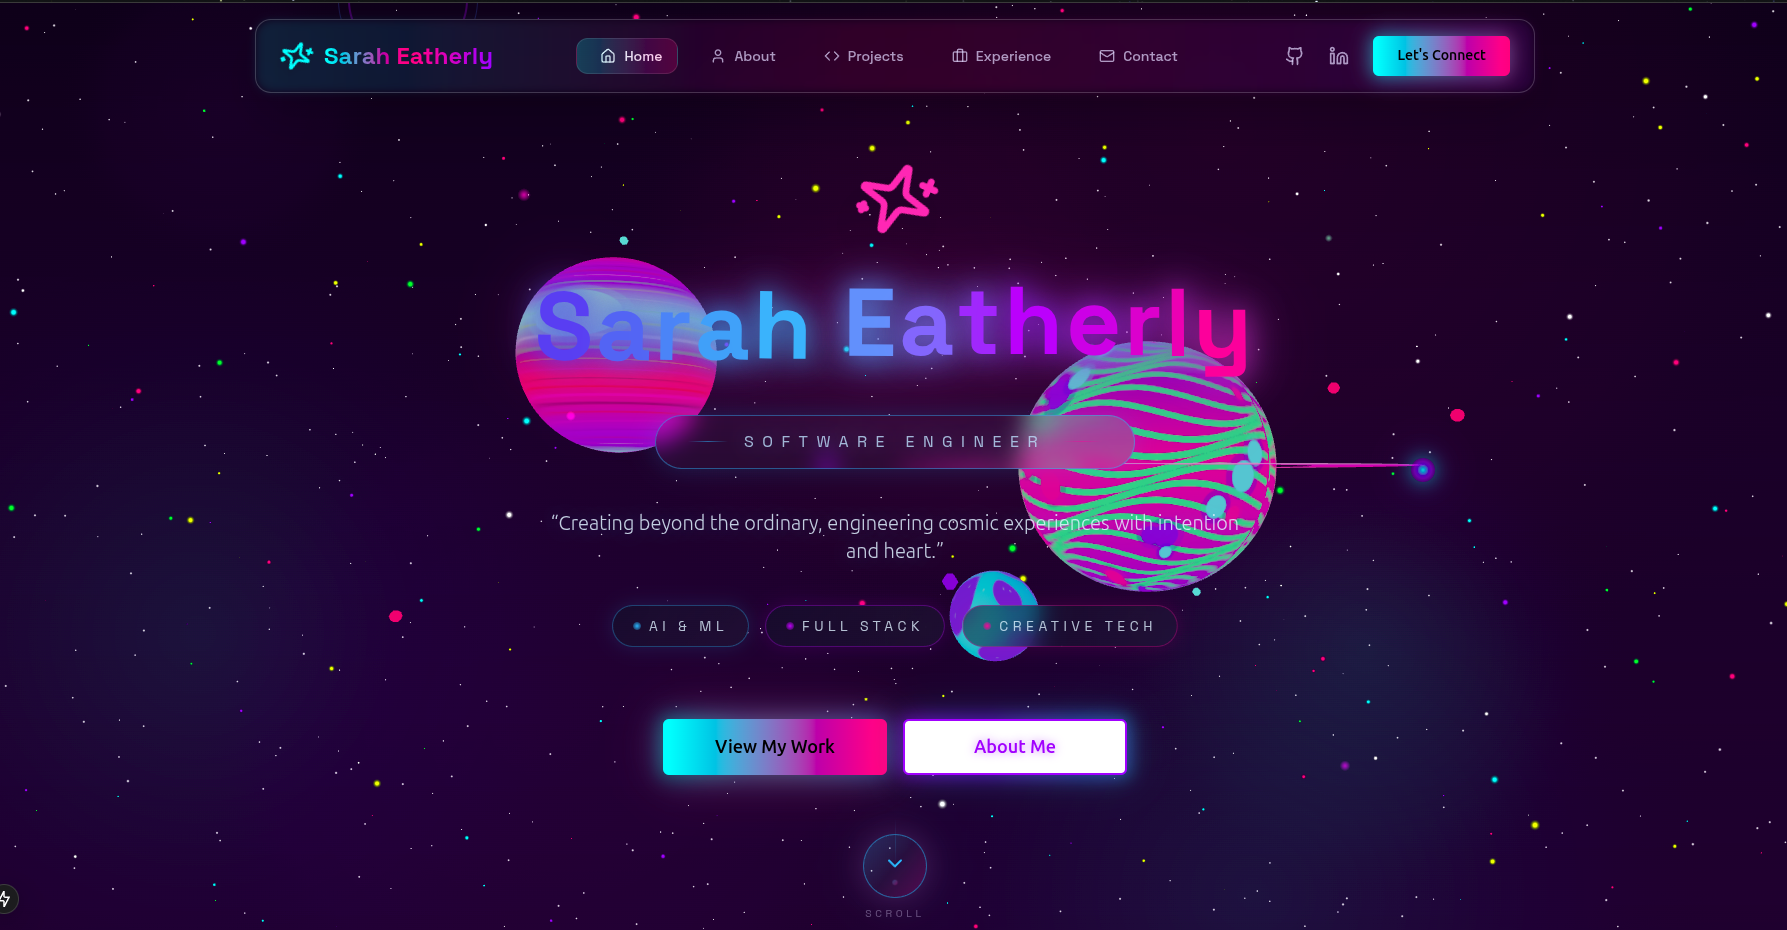 Sarah Eatherly
Home
About
Projects
Experience
Contact
Let's Connect
Sarah Eatherly
SOFTWARE ENGINEER
“Creating beyond the ordinary, engineering cosmic experiences with intention
and heart.”
AI & ML
FULL STACK
CREATIVE TECH
View My Work
About Me
SCROLL